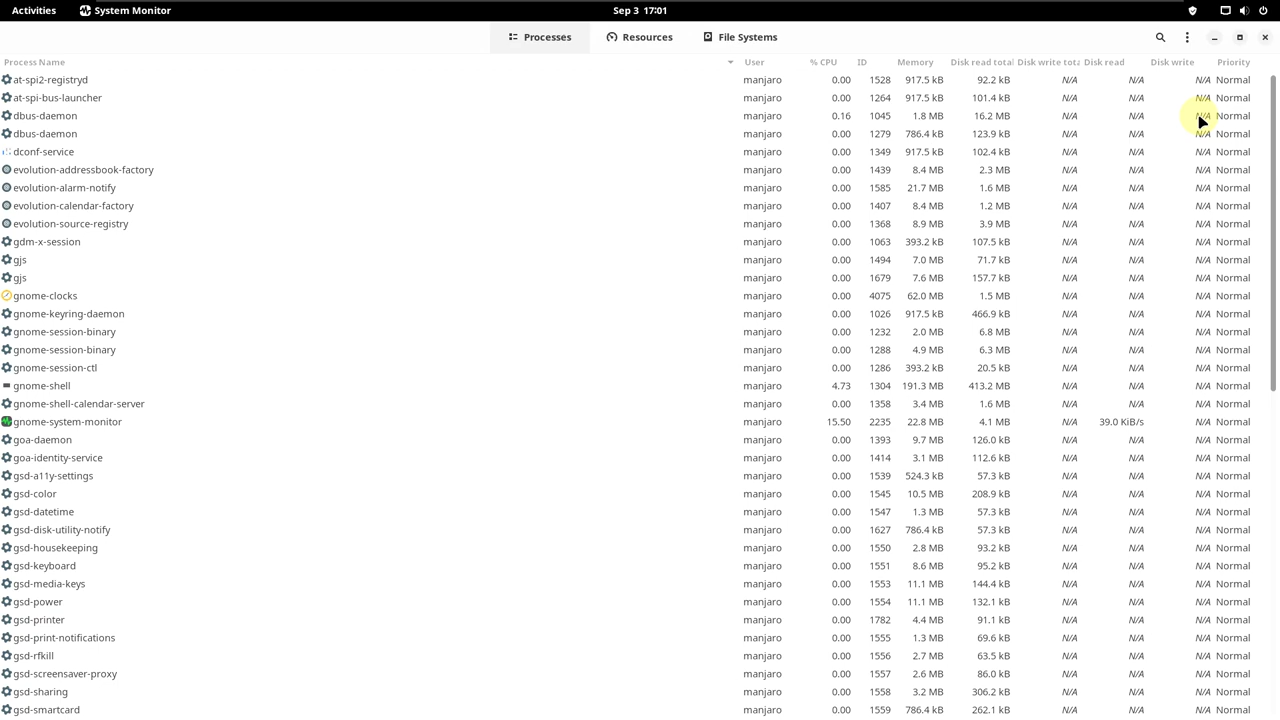 Activities System Monitor Sep 3 17:01
Processes Resources File Systems
Process Name User % CPU ID Memory Disk read total Disk write tota Disk read Disk write Priority
at-spi2-registryd manjaro 0.00 1528 917.5 kB 92.2 kB N/A N/A N/A Normal
at-spi-bus-launcher manjaro 0.00 1264 917.5 kB 101.4 kB N/A N/A N/A Normal
dbus-daemon manjaro 0.16 1045 1.8 MB 16.2 MB N/A N/A N/A Normal
dbus-daemon manjaro 0.00 1279 786.4 kB 123.9 kB N/A N/A N/A Normal
dconf-service manjaro 0.00 1349 917.5 kB 102.4 kB N/A N/A N/A Normal
evolution-addressbook-factory manjaro 0.00 1439 8.4 MB 2.3 MB N/A N/A N/A Normal
evolution-alarm-notify manjaro 0.00 1585 21.7 MB 1.6 MB N/A N/A N/A Normal
evolution-calendar-factory manjaro 0.00 1407 8.4 MB 1.2 MB N/A N/A N/A Normal
evolution-source-registry manjaro 0.00 1368 8.9 MB 3.9 MB N/A N/A N/A Normal
gdm-x-session manjaro 0.00 1063 393.2 kB 107.5 kB N/A N/A N/A Normal
gjs manjaro 0.00 1494 7.0 MB 71.7 kB N/A N/A N/A Normal
gjs manjaro 0.00 1679 7.6 MB 157.7 kB N/A N/A N/A Normal
gnome-clocks manjaro 0.00 4075 62.0 MB 1.5 MB N/A N/A N/A Normal
gnome-keyring-daemon manjaro 0.00 1026 917.5 kB 466.9 kB N/A N/A N/A Normal
gnome-session-binary manjaro 0.00 1232 2.0 MB 6.8 MB N/A N/A N/A Normal
gnome-session-binary manjaro 0.00 1288 4.9 MB 6.3 MB N/A N/A N/A Normal
gnome-session-ctl manjaro 0.00 1286 393.2 kB 20.5 kB N/A N/A N/A Normal
gnome-shell manjaro 4.73 1304 191.3 MB 413.2 MB N/A N/A N/A Normal
gnome-shell-calendar-server manjaro 0.00 1358 3.4 MB 1.6 MB N/A N/A N/A Normal
gnome-system-monitor manjaro 15.50 2235 22.8 MB 4.1 MB N/A 39.0 KiB/s N/A Normal
goa-daemon manjaro 0.00 1393 9.7 MB 126.0 kB N/A N/A N/A Normal
goa-identity-service manjaro 0.00 1414 3.1 MB 112.6 kB N/A N/A N/A Normal
gsd-a11y-settings manjaro 0.00 1539 524.3 kB 57.3 kB N/A N/A N/A Normal
gsd-color manjaro 0.00 1545 10.5 MB 208.9 kB N/A N/A N/A Normal
gsd-datetime manjaro 0.00 1547 1.3 MB 57.3 kB N/A N/A N/A Normal
gsd-disk-utility-notify manjaro 0.00 1627 786.4 kB 57.3 kB N/A N/A N/A Normal
gsd-housekeeping manjaro 0.00 1550 2.8 MB 93.2 kB N/A N/A N/A Normal
gsd-keyboard manjaro 0.00 1551 8.6 MB 95.2 kB N/A N/A N/A Normal
gsd-media-keys manjaro 0.00 1553 11.1 MB 144.4 kB N/A N/A N/A Normal
gsd-power manjaro 0.00 1554 11.1 MB 132.1 kB N/A N/A N/A Normal
gsd-printer manjaro 0.00 1782 4.4 MB 91.1 kB N/A N/A N/A Normal
gsd-print-notifications manjaro 0.00 1555 1.3 MB 69.6 kB N/A N/A N/A Normal
gsd-rfkill manjaro 0.00 1556 2.7 MB 63.5 kB N/A N/A N/A Normal
gsd-screensaver-proxy manjaro 0.00 1557 2.6 MB 86.0 kB N/A N/A N/A Normal
gsd-sharing manjaro 0.00 1558 3.2 MB 306.2 kB N/A N/A N/A Normal
gsd-smartcard manjaro 0.00 1559 786.4 kB 262.1 kB N/A N/A N/A Normal